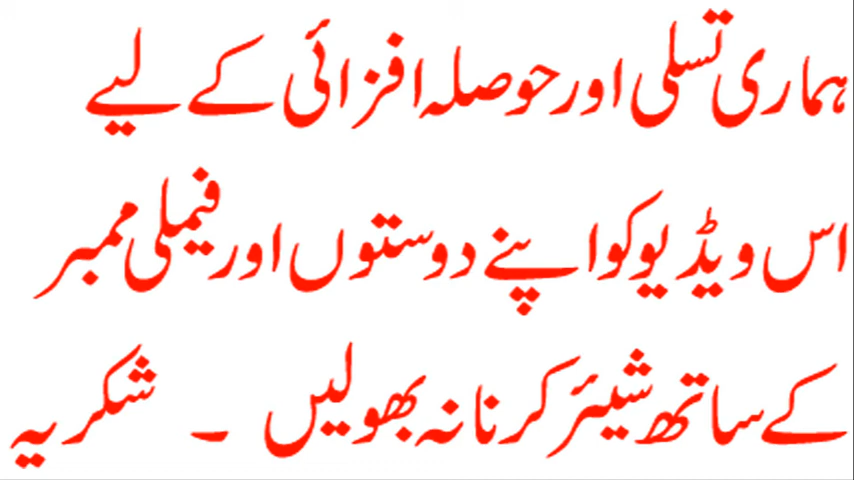 ہماری تسلی اور حوصلہ افزائی کے لیے
اس ویڈیو کو اپنے دوستوں اور فیملی ممبر
کے ساتھ شیئر کرنا نہ بھولیں ۔ شکریہ